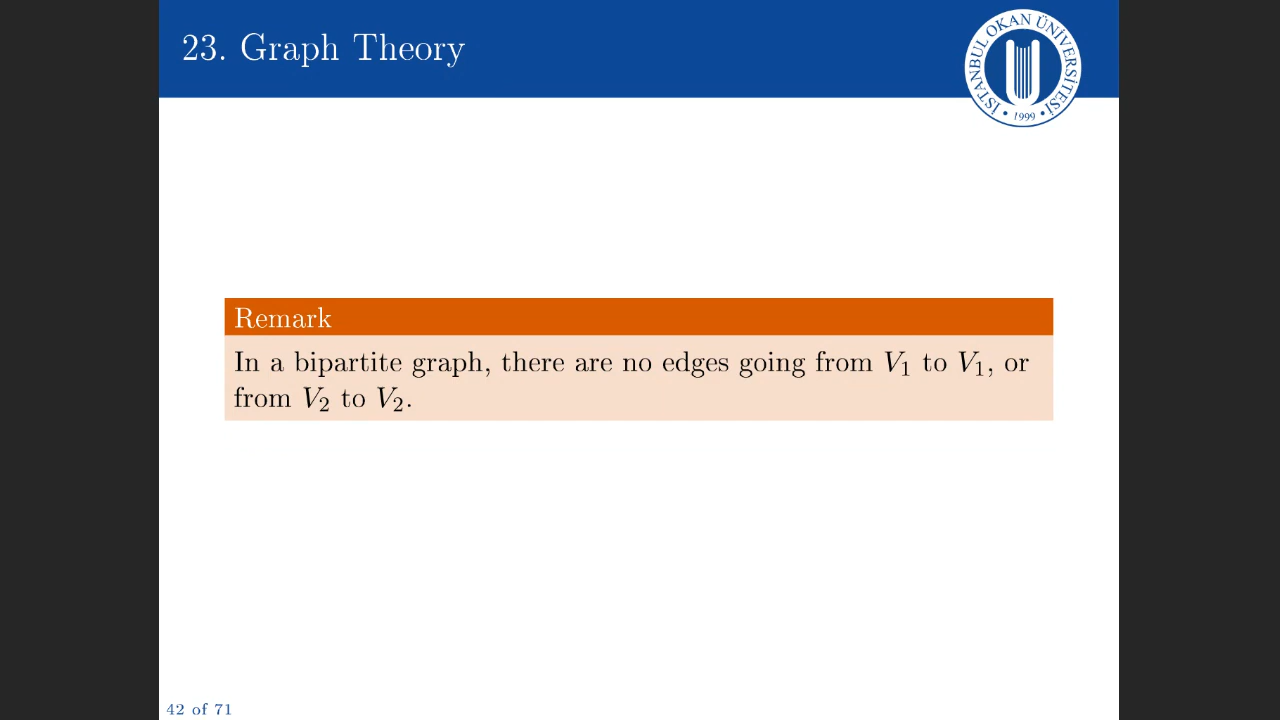 23. Graph Theory
İSTANBUL OKAN ÜNİVERSİTESİ
• 1999 •
Remark
In a bipartite graph, there are no edges going from V₁ to V₁, or
from V₂ to V₂.
42 of 71